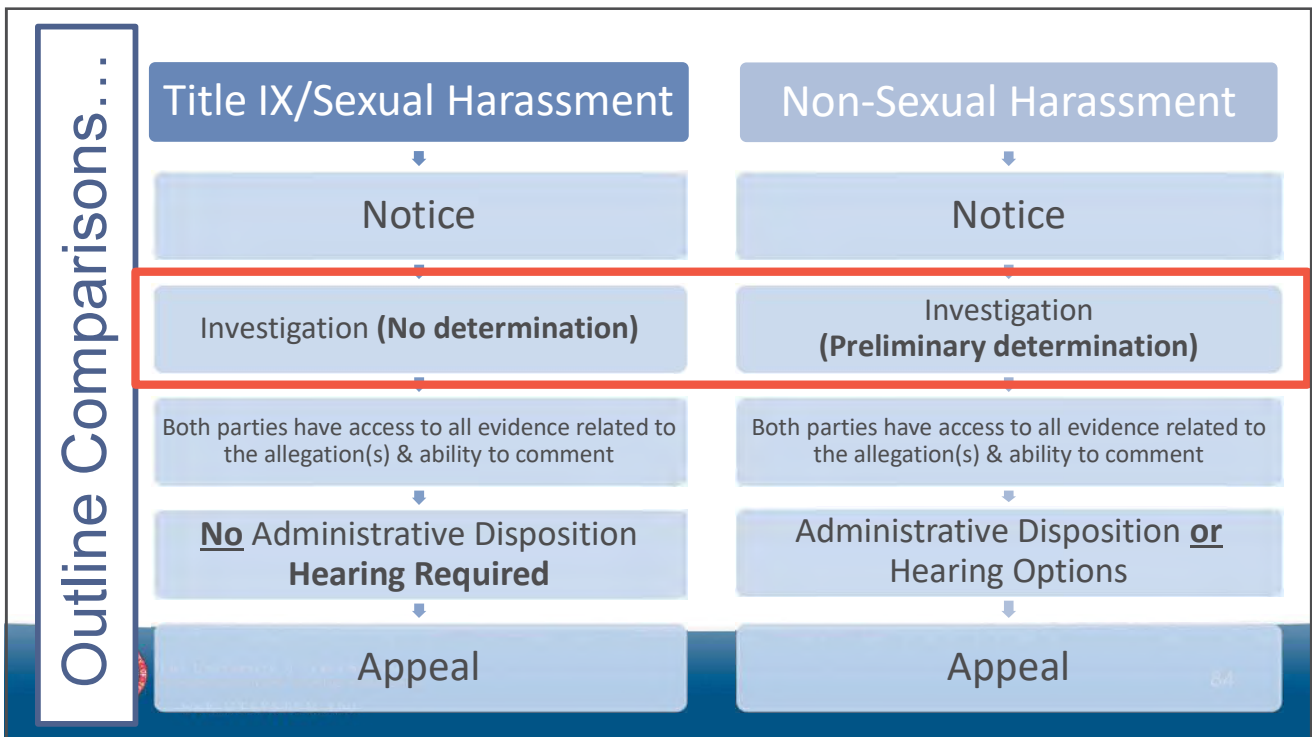 Outline Comparisons…
Title IX/Sexual Harassment
Notice
Investigation (No determination)
Both parties have access to all evidence related to
the allegation(s) & ability to comment
No Administrative Disposition
Hearing Required
Appeal
Non-Sexual Harassment
Notice
Investigation
(Preliminary determination)
Both parties have access to all evidence related to
the allegation(s) & ability to comment
Administrative Disposition or
Hearing Options
Appeal
84